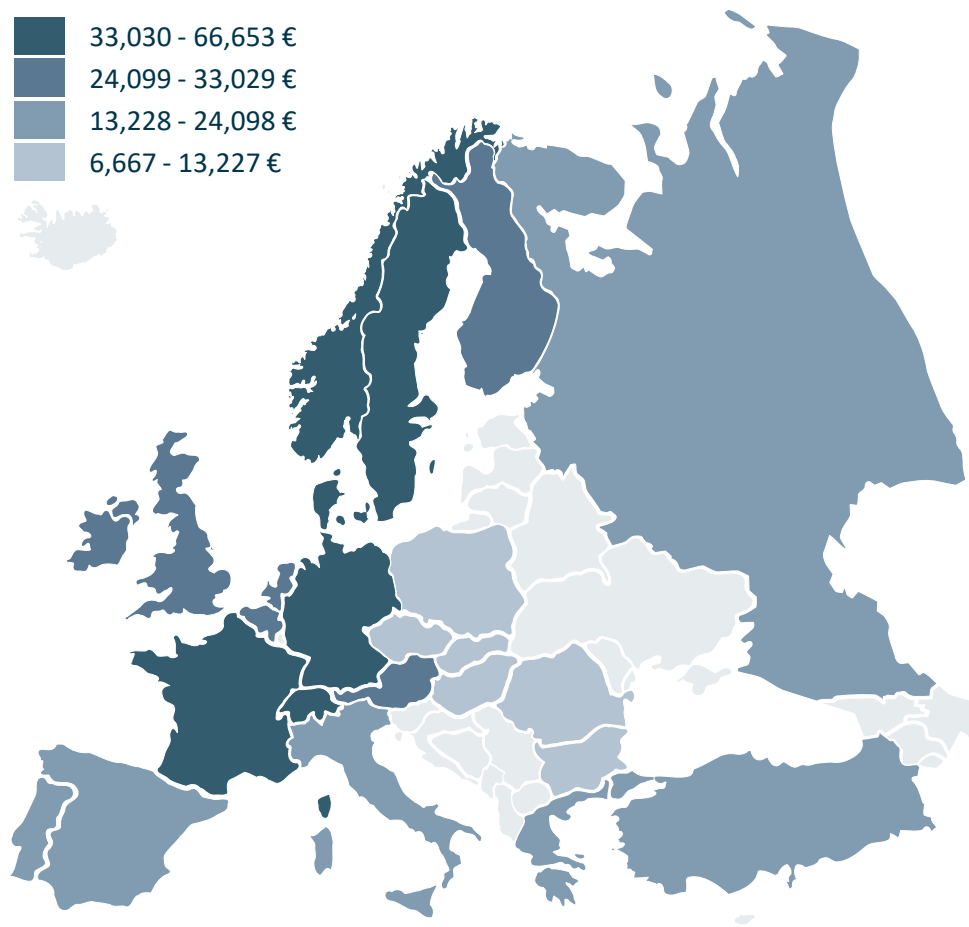 33,030 - 66,653 €
24,099 - 33,029 €
13,228 - 24,098 €
6,667 - 13,227 €